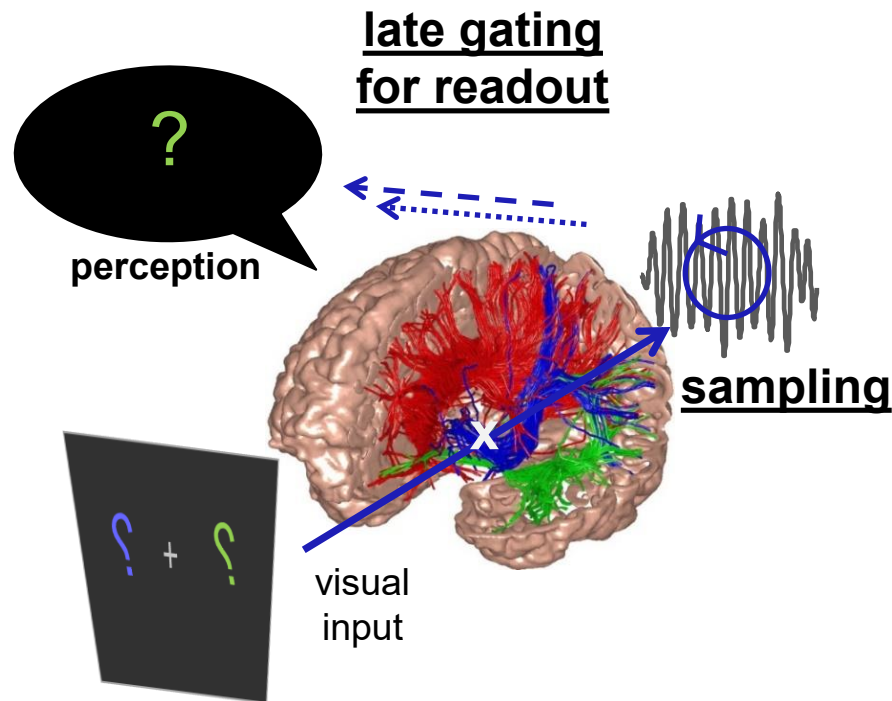 late gating
for readout
?
perception
sampling
X
? + ?
visual
input